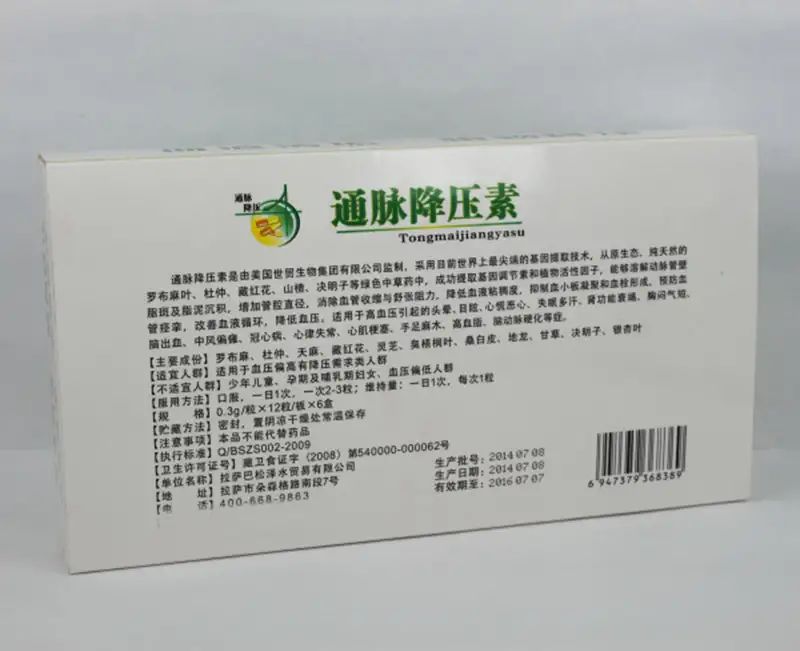 通脉
降压
通脉降压素
Tongmaijiangyasu
通脉降压素是由美国世贸生物集团有限公司监制，采用目前世界上最尖端的基因提取技术，从原生态、纯天然的
罗布麻叶、杜仲、藏红花、山楂、决明子等绿色中草药中，成功提取基因调节素和植物活性因子，能够溶解动脉管壁
脂斑及脂泥沉积，增加管腔直径，消除血管收缩与舒张阻力，降低血液粘稠度，抑制血小板凝聚和血栓形成，预防血
管痉挛，改善血液循环，降低血压。适用于高血压引起的头晕、目眩、心慌恶心、失眠多汗、肾功能衰竭、胸闷气短、
脑出血、中风偏瘫、冠心病、心律失常、心肌梗塞、手足麻木、高血脂、脑动脉硬化等症。
【主要成份】罗布麻、杜仲、天麻、藏红花、灵芝、臭梧桐叶、桑白皮、地龙、甘草、决明子、银杏叶
【适宜人群】适用于血压偏高有降压需求类人群
【不适宜人群】少年儿童、孕期及哺乳期妇女、血压偏低人群
【服用方法】口服，一日1次，一次2-3粒；维持量：一日1次，每次1粒
【规 格】0.3g/粒×12粒/板×6盒
【贮藏方法】密封，置阴凉干燥处常温保存
【注意事项】本品不能代替药品
【执行标准】Q/BSZS002-2009
【卫生许可证号】藏卫食证字（2008）第540000-000062号
【单位名称】拉萨巴松泽水贸易有限公司
【地 址】拉萨市朵森格路南段7号
【电 话】400-668-9863
生产批号：2014 07 08
生产日期：2014 07 08
有效期至：2016 07 07
6 947379 368389